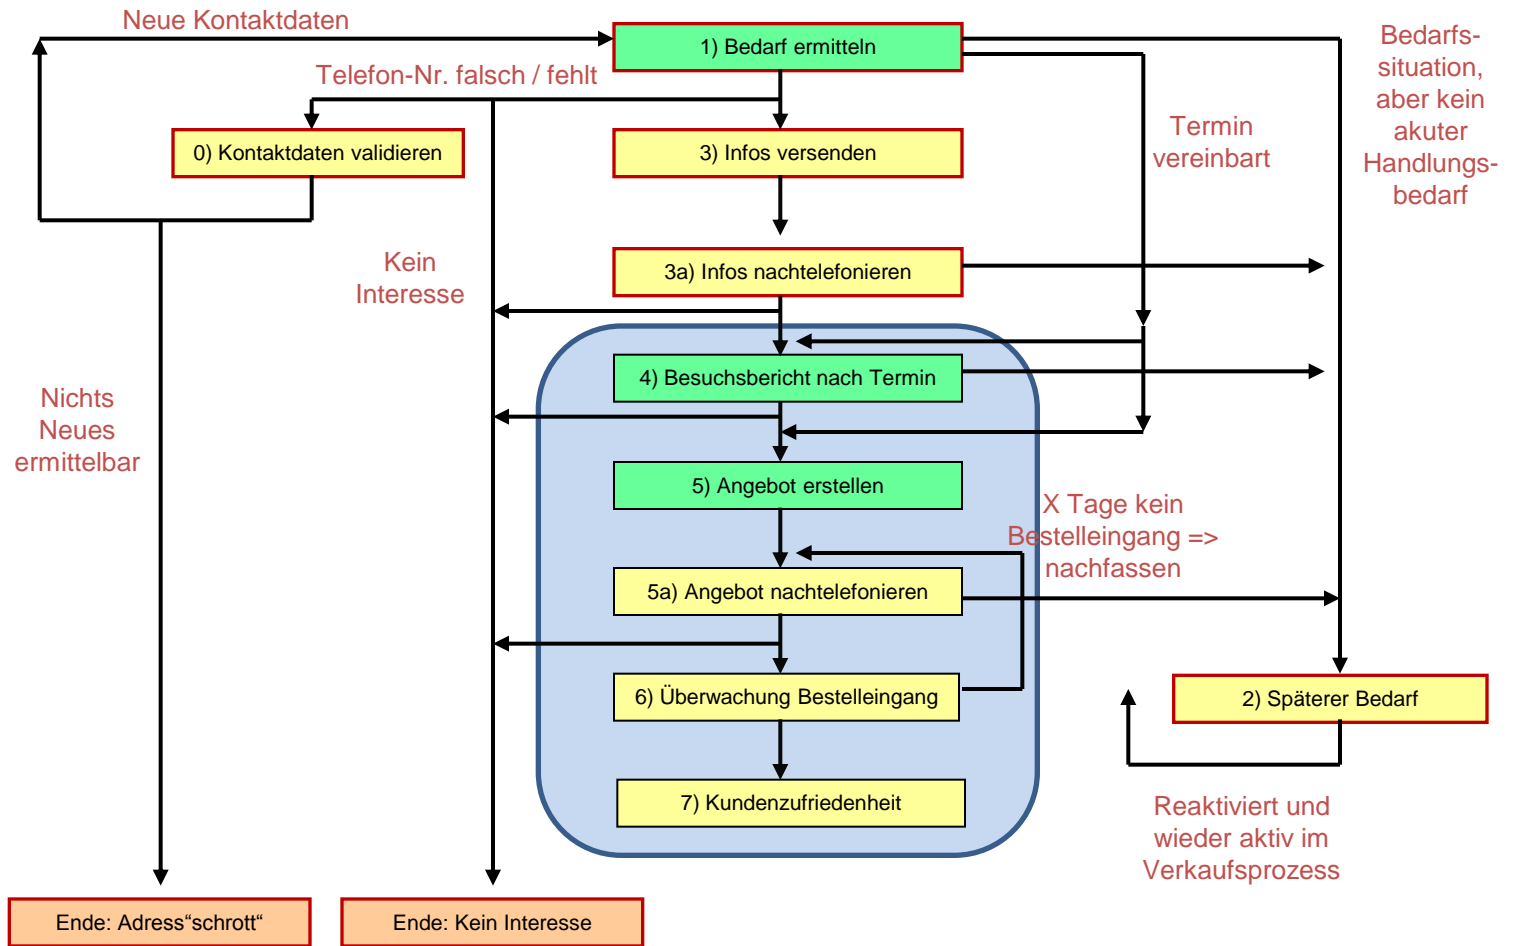 Neue Kontaktdaten
1) Bedarf ermitteln
Bedarfs-
situation,
aber kein
akuter
Handlungs-
bedarf
Telefon-Nr. falsch / fehlt
Termin
vereinbart
0) Kontaktdaten validieren
3) Infos versenden
Kein
Interesse
3a) Infos nachtelefonieren
4) Besuchsbericht nach Termin
Nichts
Neues
ermittelbar
5) Angebot erstellen
X Tage kein
Bestelleingang =>
nachfassen
5a) Angebot nachtelefonieren
6) Überwachung Bestelleingang
2) Späterer Bedarf
7) Kundenzufriedenheit
Reaktiviert und
wieder aktiv im
Verkaufsprozess
Ende: Adress“schrott“
Ende: Kein Interesse